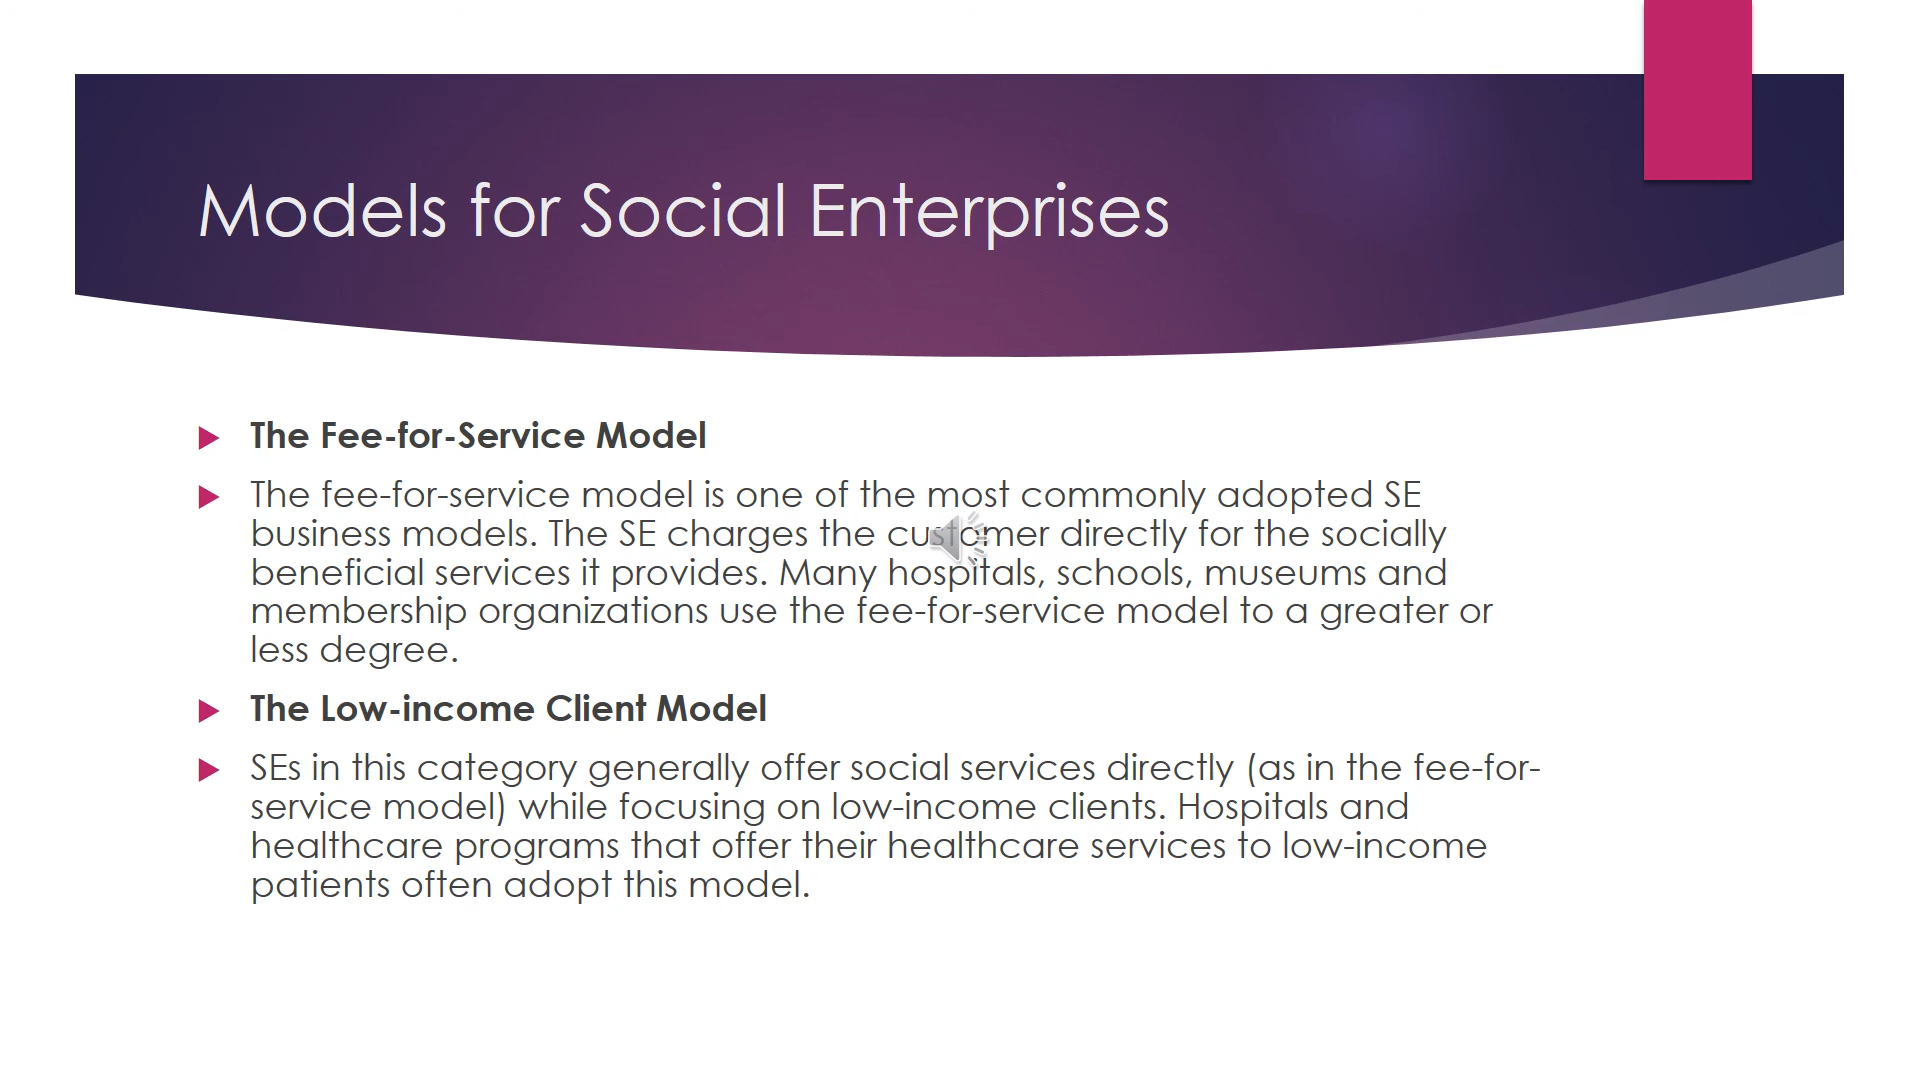 Models for Social Enterprises
The Fee-for-Service Model
The fee-for-service model is one of the most commonly adopted SE
business models. The SE charges the customer directly for the socially
beneficial services it provides. Many hospitals, schools, museums and
membership organizations use the fee-for-service model to a greater or
less degree.
The Low-income Client Model
SEs in this category generally offer social services directly (as in the fee-for-
service model) while focusing on low-income clients. Hospitals and
healthcare programs that offer their healthcare services to low-income
patients often adopt this model.